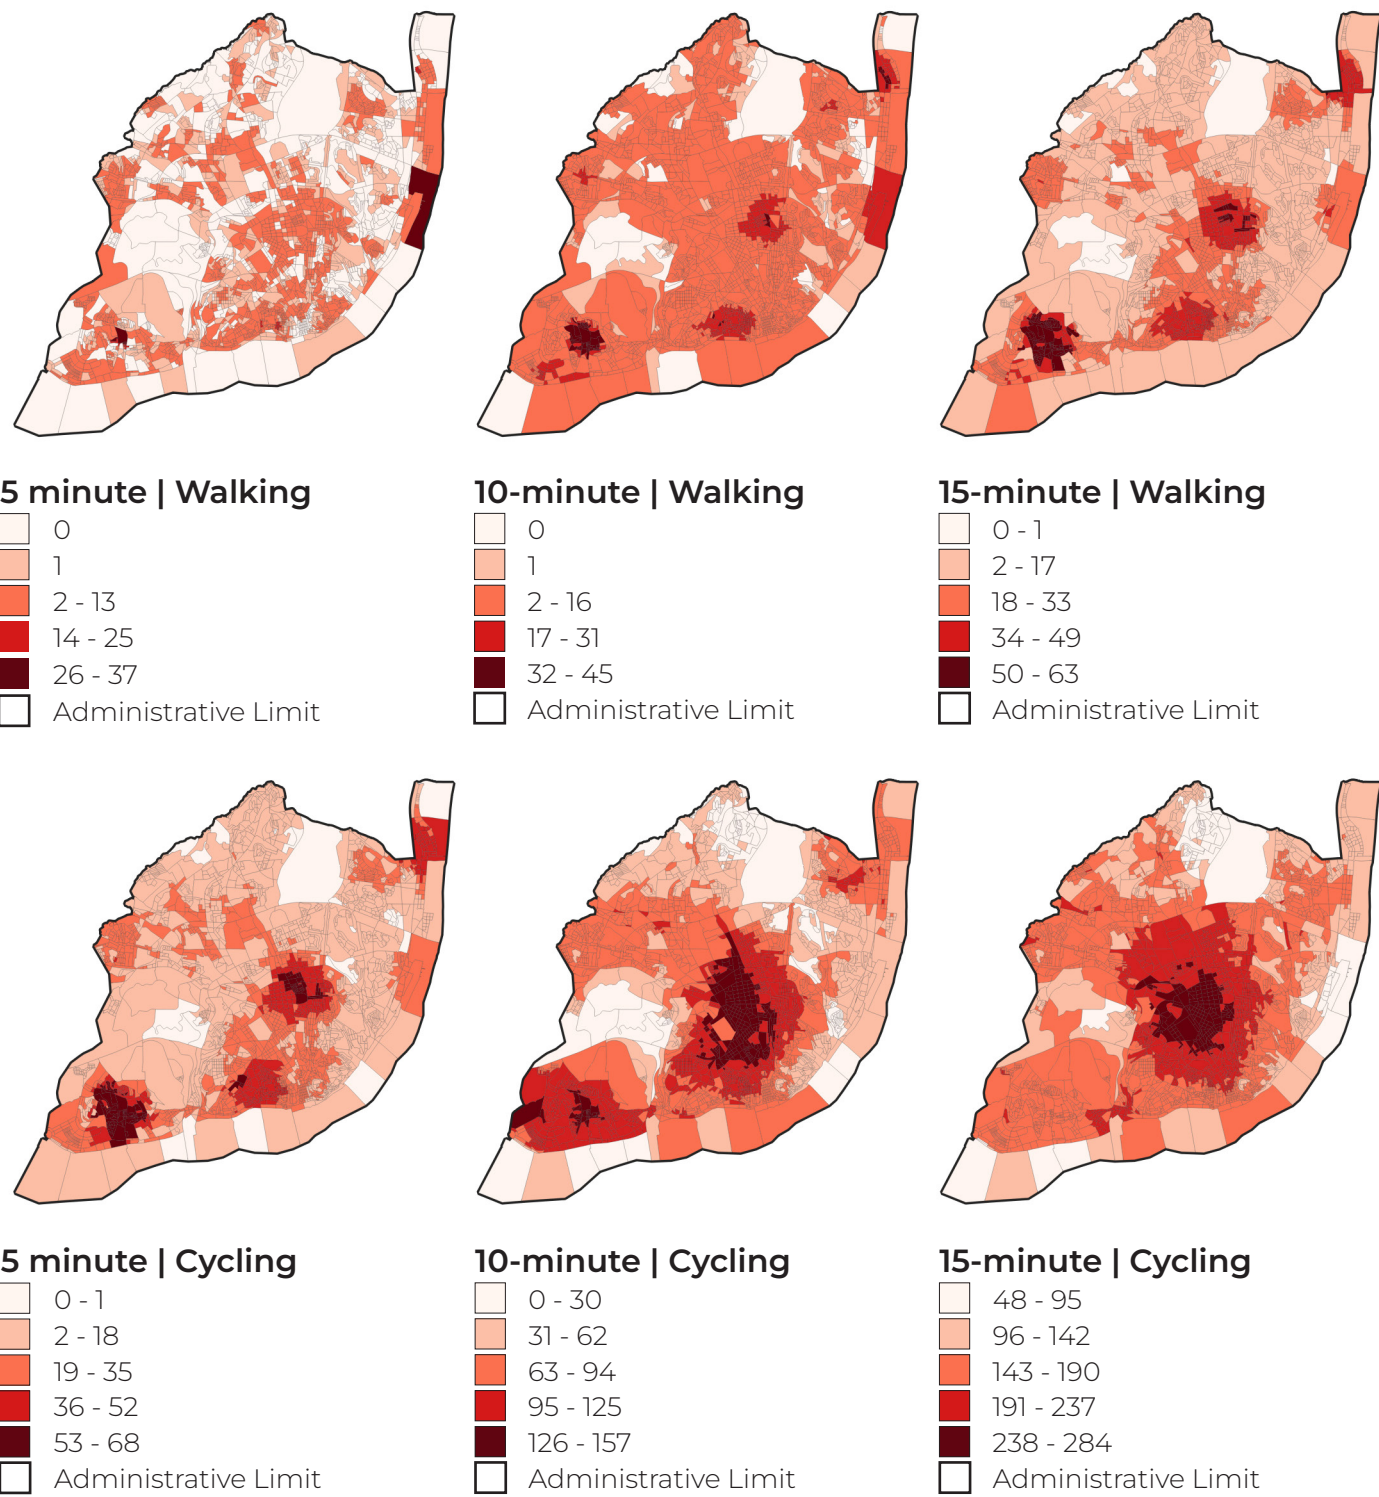 5 minute | Walking
0
1
2 - 13
14 - 25
26 - 37
Administrative Limit
10-minute | Walking
0
1
2 - 16
17 - 31
32 - 45
Administrative Limit
15-minute | Walking
0 - 1
2 - 17
18 - 33
34 - 49
50 - 63
Administrative Limit
5 minute | Cycling
0 - 1
2 - 18
19 - 35
36 - 52
53 - 68
Administrative Limit
10-minute | Cycling
0 - 30
31 - 62
63 - 94
95 - 125
126 - 157
Administrative Limit
15-minute | Cycling
48 - 95
96 - 142
143 - 190
191 - 237
238 - 284
Administrative Limit